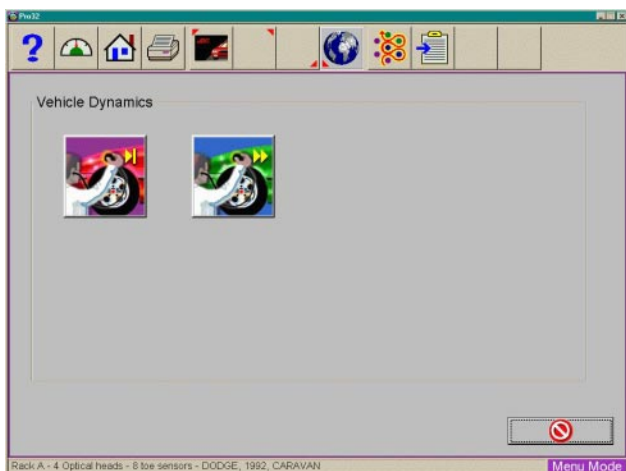 Pro32
?
Vehicle Dynamics
Rack A - 4 Optical heads - 8 toe sensors - DODGE, 1992, CARAVAN
Menu Mode